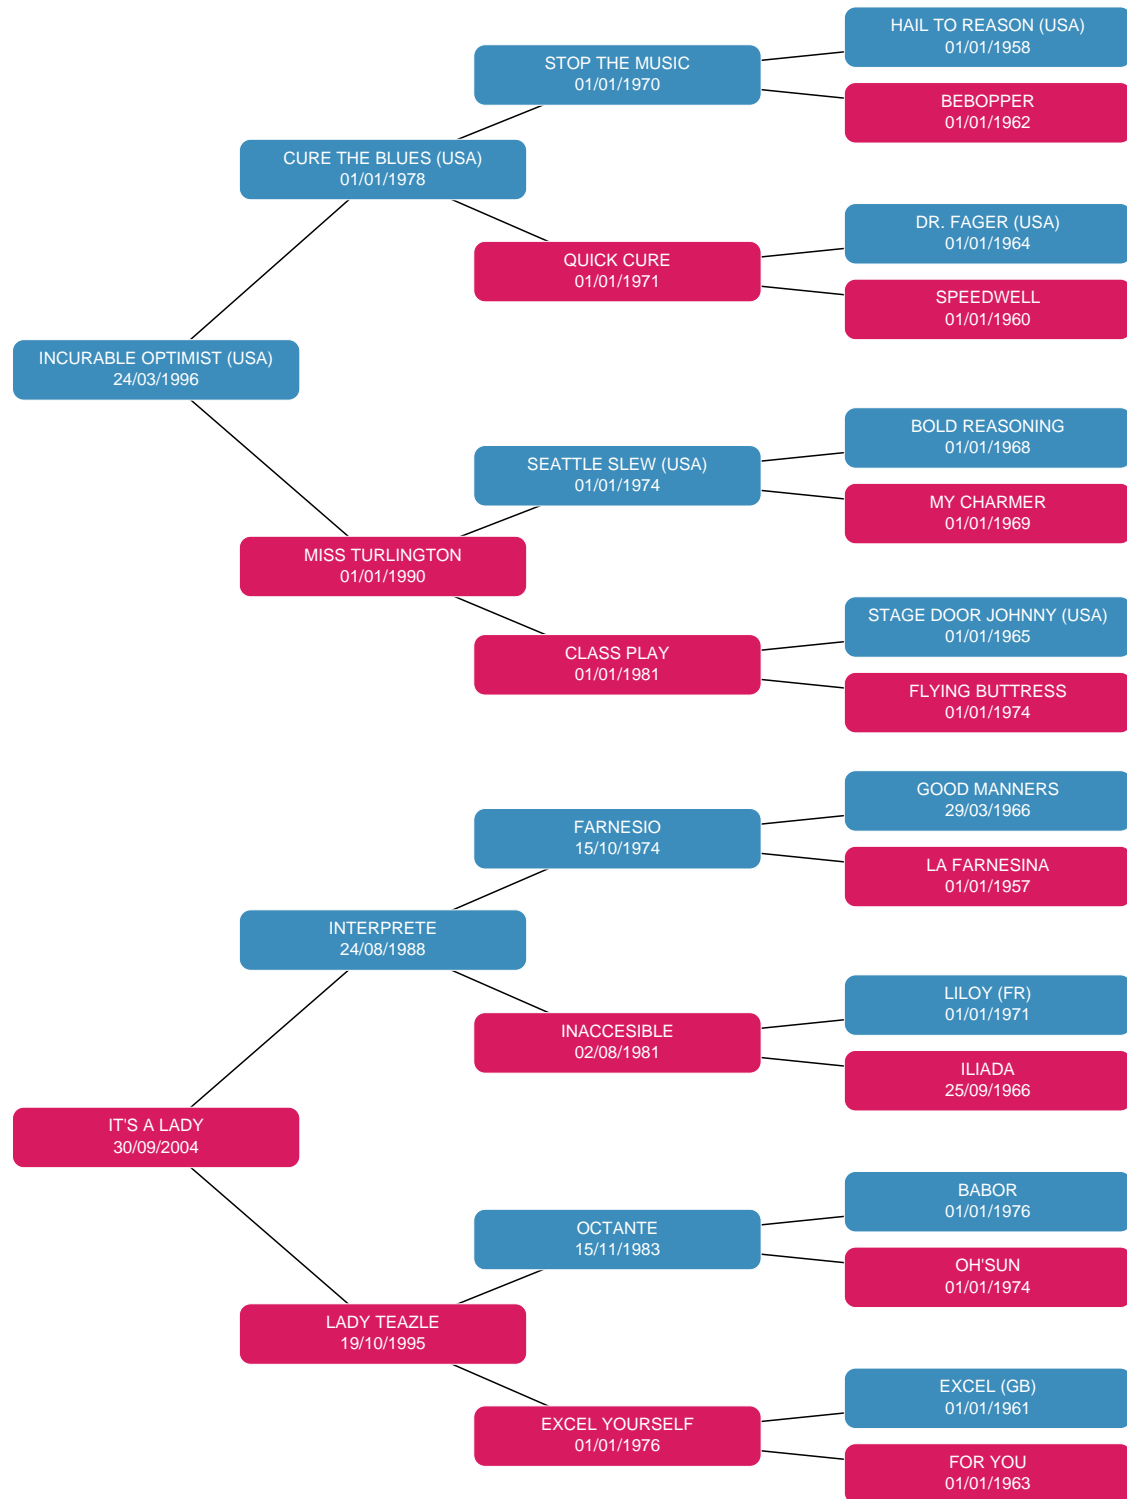 HAIL TO REASON (USA)
01/01/1958
STOP THE MUSIC
01/01/1970
BEBOPPER
01/01/1962
CURE THE BLUES (USA)
01/01/1978
DR. FAGER (USA)
01/01/1964
QUICK CURE
01/01/1971
SPEEDWELL
01/01/1960
INCURABLE OPTIMIST (USA)
24/03/1996
BOLD REASONING
01/01/1968
SEATTLE SLEW (USA)
01/01/1974
MY CHARMER
01/01/1969
MISS TURLINGTON
01/01/1990
STAGE DOOR JOHNNY (USA)
01/01/1965
CLASS PLAY
01/01/1981
FLYING BUTTRESS
01/01/1974
GOOD MANNERS
29/03/1966
FARNESIO
15/10/1974
LA FARNESINA
01/01/1957
INTERPRETE
24/08/1988
LILOY (FR)
01/01/1971
INACCESIBLE
02/08/1981
ILIADA
25/09/1966
IT'S A LADY
30/09/2004
BABOR
01/01/1976
OCTANTE
15/11/1983
OH'SUN
01/01/1974
LADY TEAZLE
19/10/1995
EXCEL (GB)
01/01/1961
EXCEL YOURSELF
01/01/1976
FOR YOU
01/01/1963